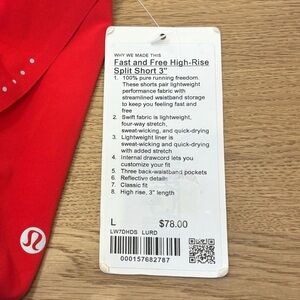 WHY WE MADE THIS
Fast and Free High-Rise
Split Short 3"
1. 100% pure running freedom.
These shorts pair lightweight
performance fabric with
streamlined waistband storage
to keep you feeling fast and
free
2. Swift fabric is lightweight,
four-way stretch,
sweat-wicking, and quick-drying
3. Lightweight liner is
sweat-wicking and quick-drying
with added stretch
4. Internal drawcord lets you
customize your fit
5. Three back-waistband pockets
6. Reflective details
7. Classic fit
8. High rise, 3" length
L $78.00
LW7DHDS LURD
000157682787